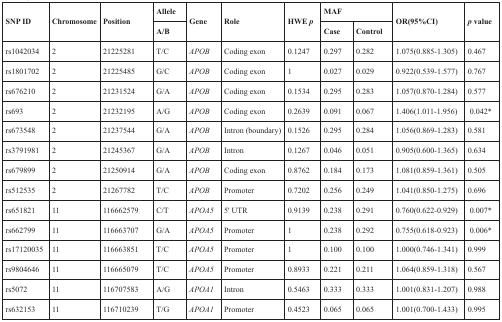 SNP ID Chromosome Position Allele Gene Role HWE p MAF OR(95%CI) p value
A/B Case Control
rs1042034 2 21225281 T/C APOB Coding exon 0.1247 0.297 0.282 1.075(0.885-1.305) 0.467
rs1801702 2 21225485 G/C APOB Coding exon 1 0.027 0.029 0.922(0.539-1.577) 0.767
rs676210 2 21231524 G/A APOB Coding exon 0.1534 0.295 0.283 1.057(0.870-1.284) 0.577
rs693 2 21232195 A/G APOB Coding exon 0.2639 0.091 0.067 1.406(1.011-1.956) 0.042*
rs673548 2 21237544 G/A APOB Intron (boundary) 0.1526 0.295 0.284 1.056(0.869-1.283) 0.581
rs3791981 2 21245367 G/A APOB Intron 0.1267 0.046 0.051 0.905(0.600-1.365) 0.634
rs679899 2 21250914 G/A APOB Coding exon 0.8762 0.184 0.173 1.081(0.859-1.361) 0.505
rs512535 2 21267782 T/C APOB Promoter 0.7202 0.256 0.249 1.041(0.850-1.275) 0.696
rs651821 11 116662579 C/T APOA5 5' UTR 0.9139 0.238 0.291 0.760(0.622-0.929) 0.007*
rs662799 11 116663707 G/A APOA5 Promoter 1 0.238 0.292 0.755(0.618-0.923) 0.006*
rs17120035 11 116663851 T/C APOA5 Promoter 1 0.100 0.100 1.000(0.746-1.341) 0.999
rs9804646 11 116665079 T/C APOA5 Promoter 0.8933 0.221 0.211 1.064(0.859-1.318) 0.567
rs5072 11 116707583 A/G APOA1 Intron 0.5463 0.333 0.333 1.001(0.831-1.207) 0.988
rs632153 11 116710239 T/G APOA1 Promoter 0.4523 0.065 0.065 1.001(0.700-1.433) 0.995